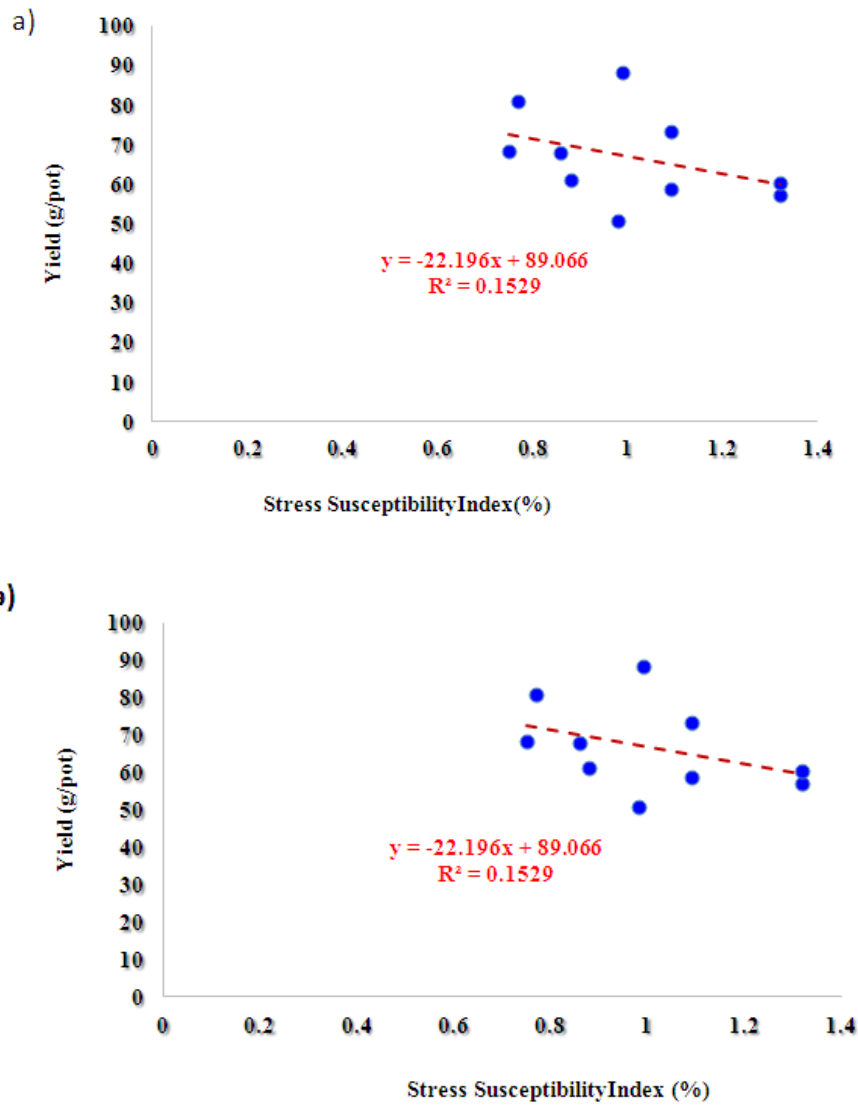 a)
100
90
80
70
60
50
40
30
20
10
0
Yield (g/pot)
y = -22.196x + 89.066
R² = 0.1529
0 0.2 0.4 0.6 0.8 1 1.2 1.4
Stress SusceptibilityIndex(%)
)
100
90
80
70
60
50
40
30
20
10
0
Yield (g/pot)
y = -22.196x + 89.066
R² = 0.1529
0 0.2 0.4 0.6 0.8 1 1.2 1.4
Stress SusceptibilityIndex (%)